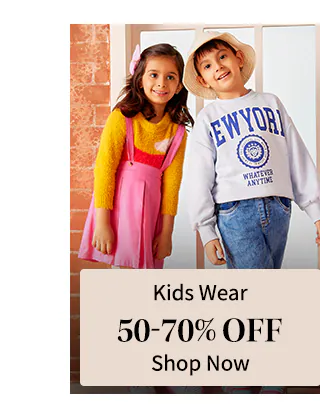 EWYORK
WHATEVER
ANYTIME
Kids Wear
50-70% OFF
Shop Now